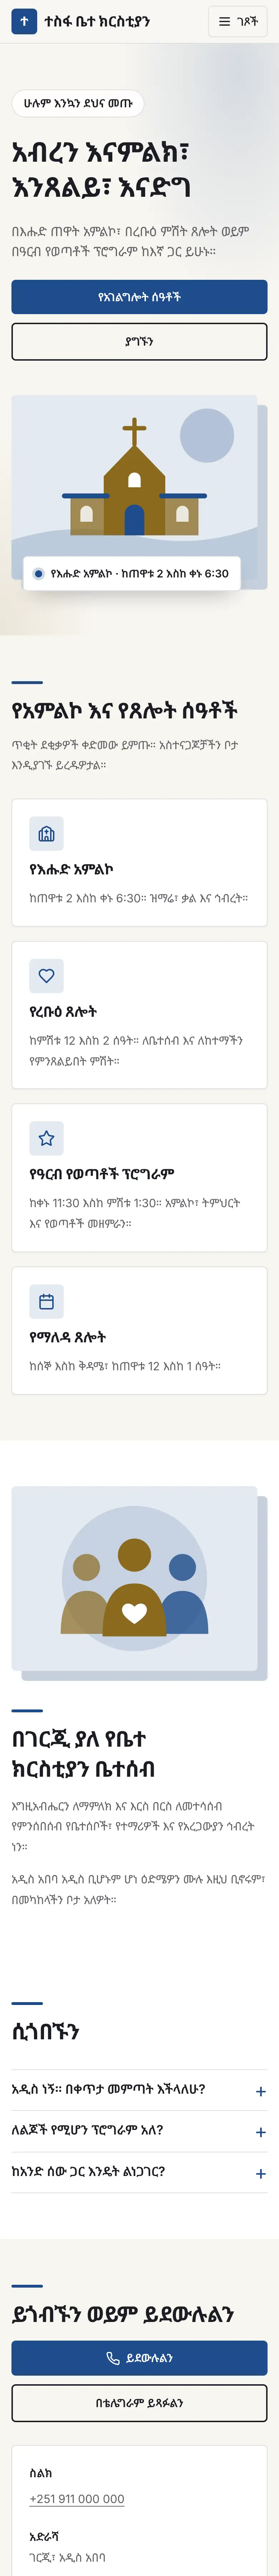 ተስፋ ቤተ ክርስቲያን
ገጾች
ሁሉም እንኳን ደህና መጡ
አብረን እናምልክ፣
እንጸልይ፣ እናድግ
በእሑድ ጠዋት አምልኮ፣ በረቡዕ ምሽት ጸሎት ወይም
በዓርብ የወጣቶች ፕሮግራም ከእኛ ጋር ይሁኑ።
የአገልግሎት ሰዓቶች
ያግኙን
የእሑድ አምልኮ · ከጠዋቱ 2 እስከ ቀኑ 6:30
የአምልኮ እና የጸሎት ሰዓቶች
ጥቂት ደቂቃዎች ቀድመው ይምጡ። አስተናጋጆቻችን ቦታ
እንዲያገኙ ይረዱዎታል።
የእሑድ አምልኮ
ከጠዋቱ 2 እስከ ቀኑ 6:30። ዝማሬ፣ ቃል እና ኅብረት።
የረቡዕ ጸሎት
ከምሽቱ 12 እስከ 2 ሰዓት። ለቤተሰብ እና ለከተማችን
የምንጸልይበት ምሽት።
የዓርብ የወጣቶች ፕሮግራም
ከቀኑ 11:30 እስከ ምሽቱ 1:30። አምልኮ፣ ትምህርት
እና የወጣቶች መዘምራን።
የማለዳ ጸሎት
ከሰኞ እስከ ቅዳሜ፣ ከጠዋቱ 12 እስከ 1 ሰዓት።
በገርጂ ያለ የቤተ
ክርስቲያን ቤተሰብ
እግዚአብሔርን ለማምለክ እና እርስ በርስ ለመተሳሰብ
የምንሰበሰብ የቤተሰቦች፣ የተማሪዎች እና የአረጋውያን ኅብረት
ነን።
አዲስ አበባ አዲስ ቢሆኑም ሆነ ዕድሜዎን ሙሉ እዚህ ቢኖሩም፣
በመካከላችን ቦታ አለዎት።
ሲጎበኙን
አዲስ ነኝ። በቀጥታ መምጣት እችላለሁ?
ለልጆች የሚሆን ፕሮግራም አለ?
ከአንድ ሰው ጋር እንዴት ልነጋገር?
ይጎብኙን ወይም ይደውሉልን
ይደውሉልን
በቴሌግራም ይጻፉልን
ስልክ
+251 911 000 000
አድራሻ
ገርጂ፣ አዲስ አበባ